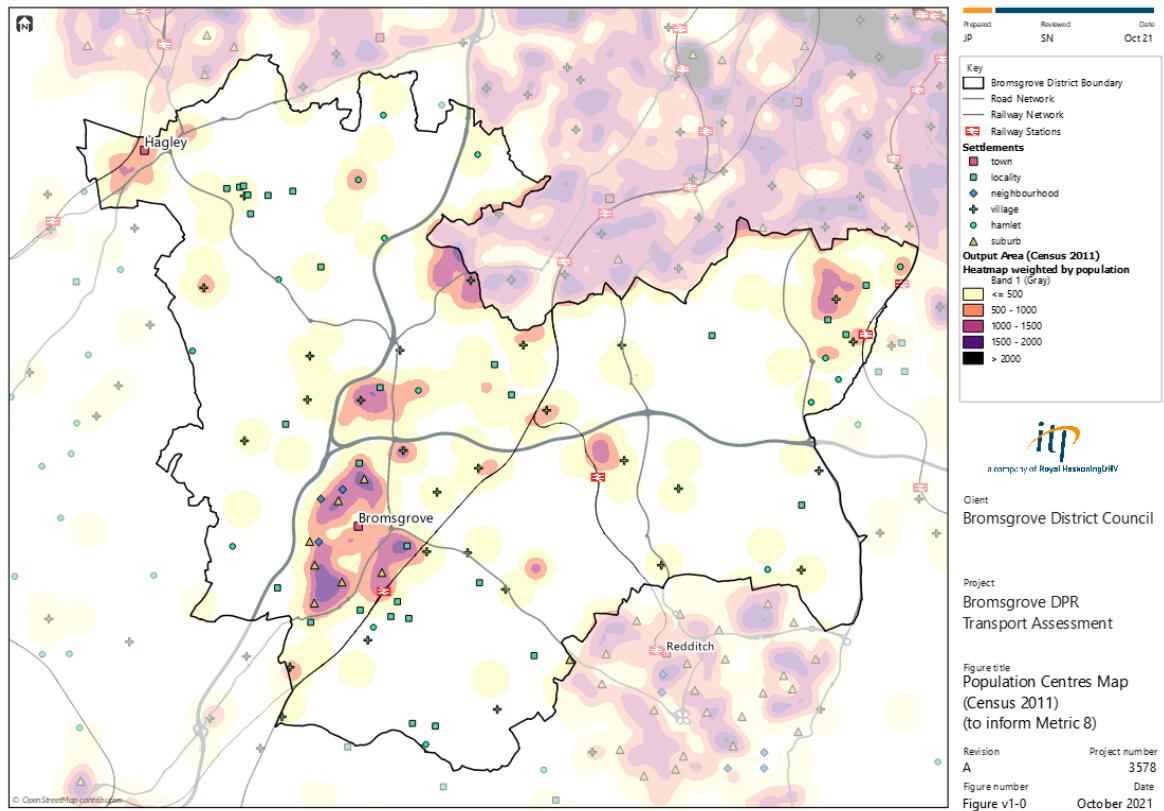 N
Hagley
Bromsgrove
Redditch
© OpenStreetMap contributors
Prepared Reviewed Date
JP SN Oct 21
Key
Bromsgrove District Boundary
Road Network
Railway Network
Railway Stations
Settlements
town
locality
neighbourhood
village
hamlet
suburb
Output Area (Census 2011)
Heatmap weighted by population
Band 1 (Gray)
<= 500
500 - 1000
1000 - 1500
1500 - 2000
> 2000
itp
a company of Royal HaskoningDHV
Client
Bromsgrove District Council
Project
Bromsgrove DPR
Transport Assessment
Figure title
Population Centres Map
(Census 2011)
(to inform Metric 8)
Revision Project number
A 3578
Figure number Date
Figure v1-0 October 2021